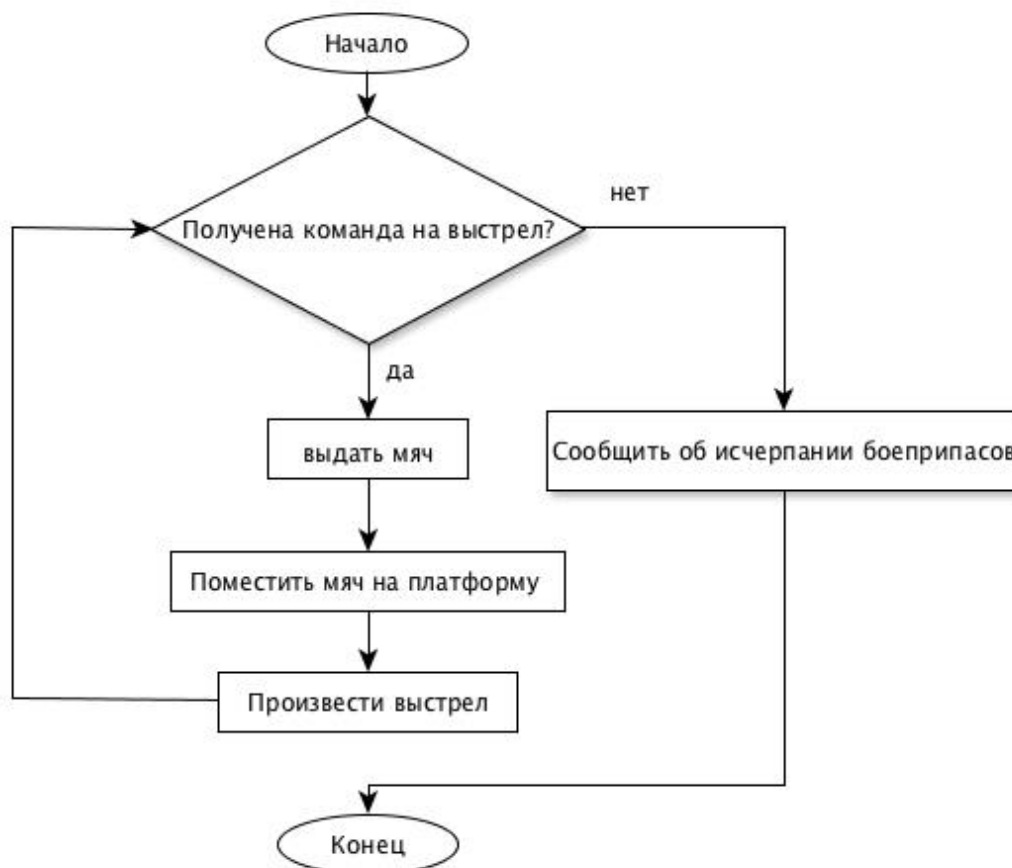 Начало
нет
Получена команда на выстрел?
да
выдать мяч
Сообщить об исчерпании боеприпасов
Поместить мяч на платформу
Произвести выстрел
Конец